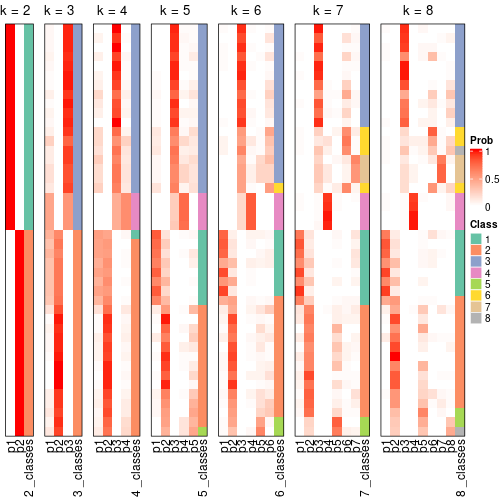 k = 2 k = 3 k = 4 k = 5 k = 6 k = 7 k = 8
Prob
1
0.5
0
Class
1
2
3
4
5
6
7
8
p1 p2 2_classes
p1 p2 p3 3_classes
p1 p2 p3 p4 4_classes
p1 p2 p3 p4 p5 5_classes
p1 p2 p3 p4 p5 p6 6_classes
p1 p2 p3 p4 p5 p6 p7 7_classes
p1 p2 p3 p4 p5 p6 p7 p8 8_classes